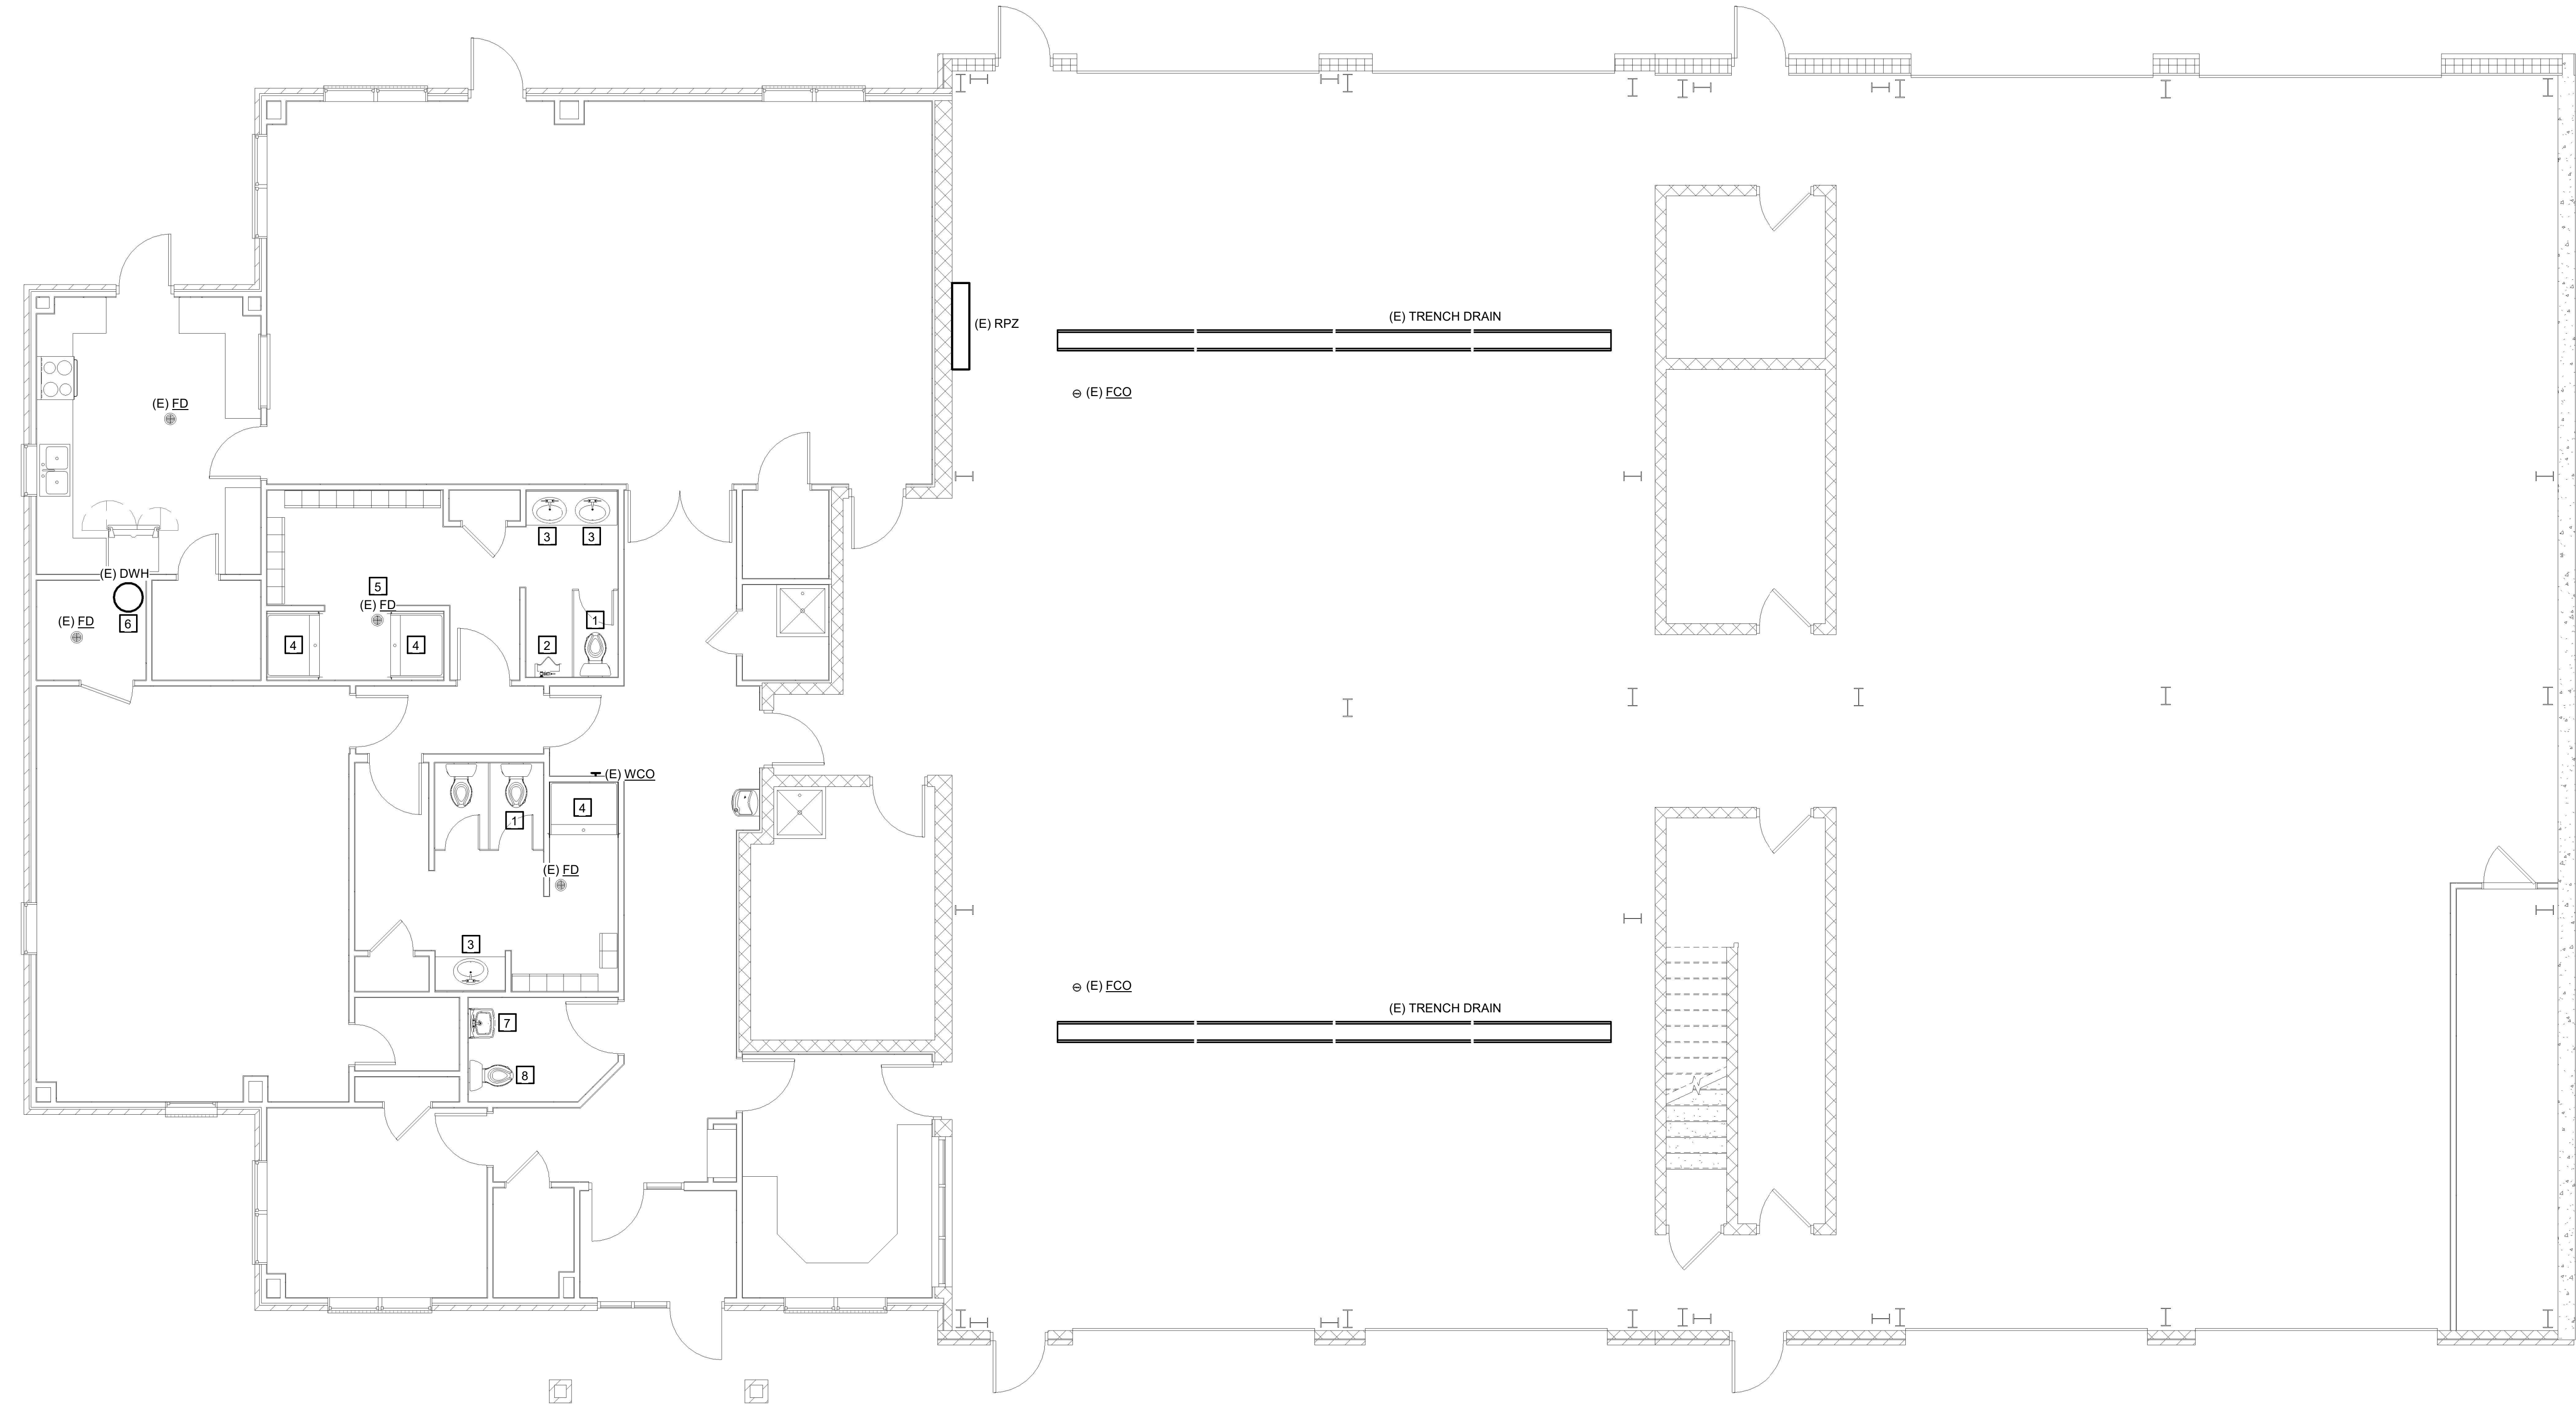 (E) TRENCH DRAIN
(E) RPZ
(E) FCO
(E) FD
3
3
(E) DWH
5
(E) FD
6
(E) FD
1
4
4
2
(E) WCO
4
1
(E) FD
3
(E) FCO
(E) TRENCH DRAIN
7
8